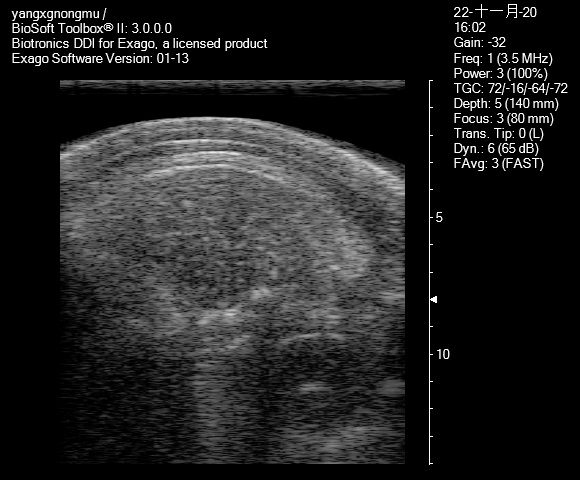 yangxgnongmu /
BioSoft Toolbox® II: 3.0.0.0
Biotronics DDI for Exago, a licensed product
Exago Software Version: 01-13
22-十一月-20
16:02
Gain: -32
Freq: 1 (3.5 MHz)
Power: 3 (100%)
TGC: 72/-16/-64/-72
Depth: 5 (140 mm)
Focus: 3 (80 mm)
Trans. Tip: 0 (L)
Dyn.: 6 (65 dB)
FAvg: 3 (FAST)
5
10